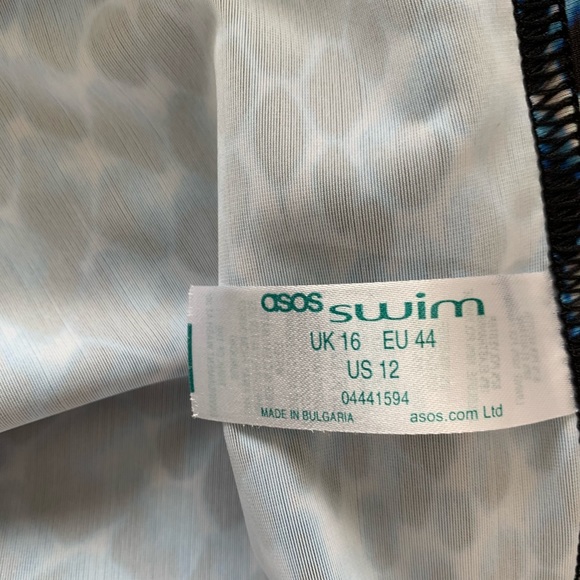 asos swim
UK 16 EU 44
US 12
04441594
MADE IN BULGARIA asos.com Ltd